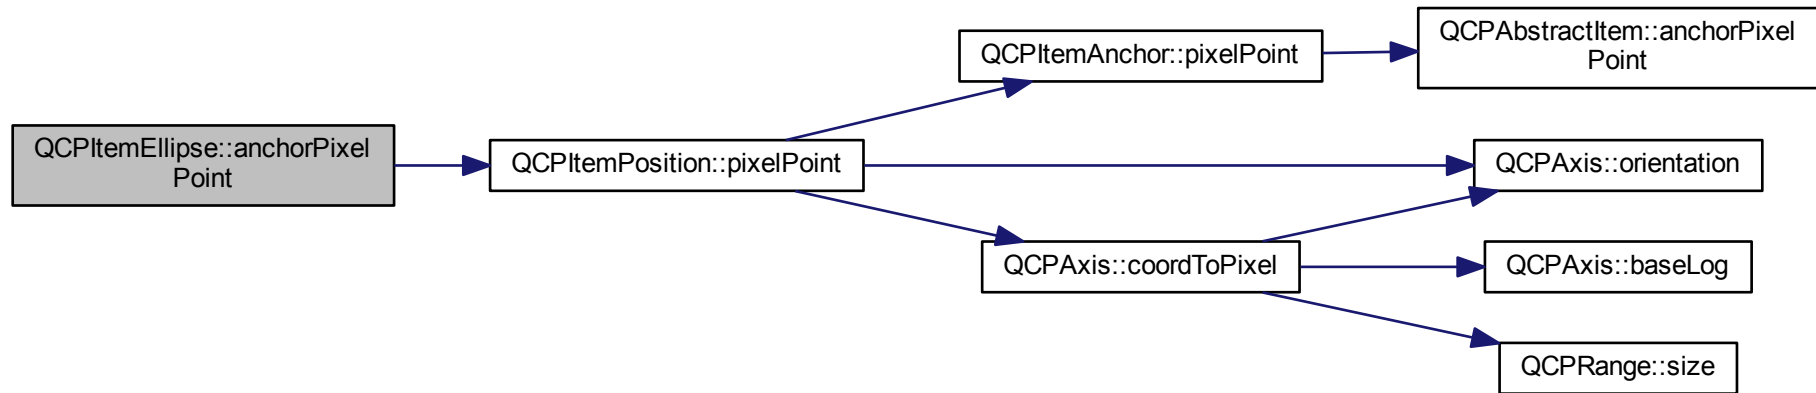 QCPItemEllipse::anchorPixel
Point
QCPItemPosition::pixelPoint
QCPItemAnchor::pixelPoint
QCPAbstractItem::anchorPixel
Point
QCPAxis::orientation
QCPAxis::coordToPixel
QCPAxis::baseLog
QCPRange::size